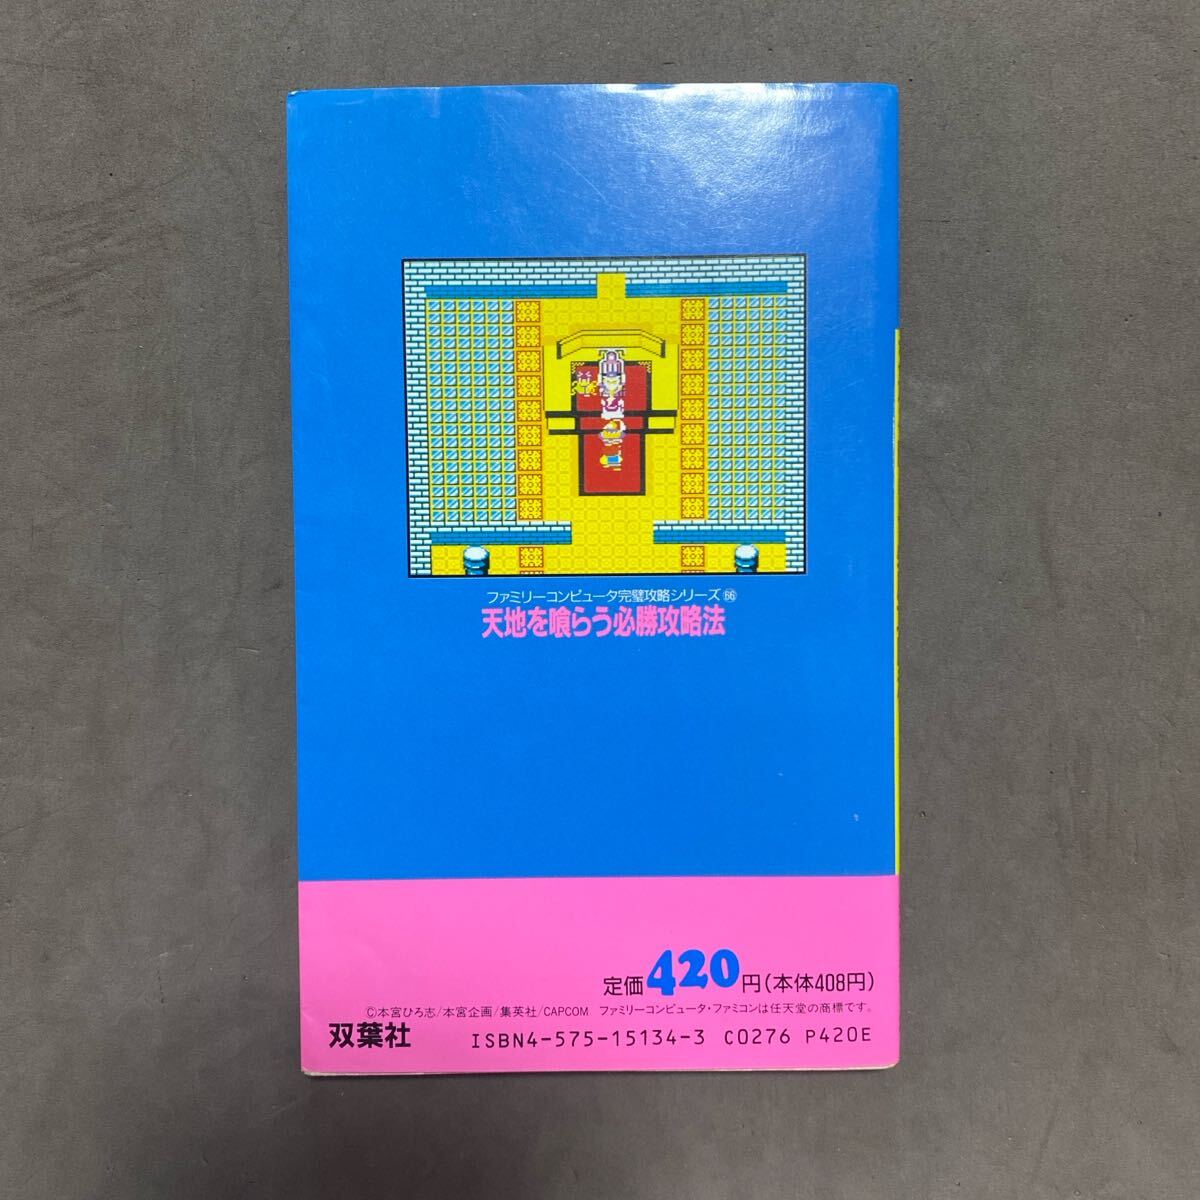 ファミリーコンピュータ完璧攻略シリーズ66
天地を喰らう必勝攻略法
定価420円(本体408円)
©本宮ひろ志/本宮企画/集英社/CAPCOM ファミリーコンピュータ・ファミコンは任天堂の商標です。
双葉社 ISBN4-575-15134-3 C0276 P420E